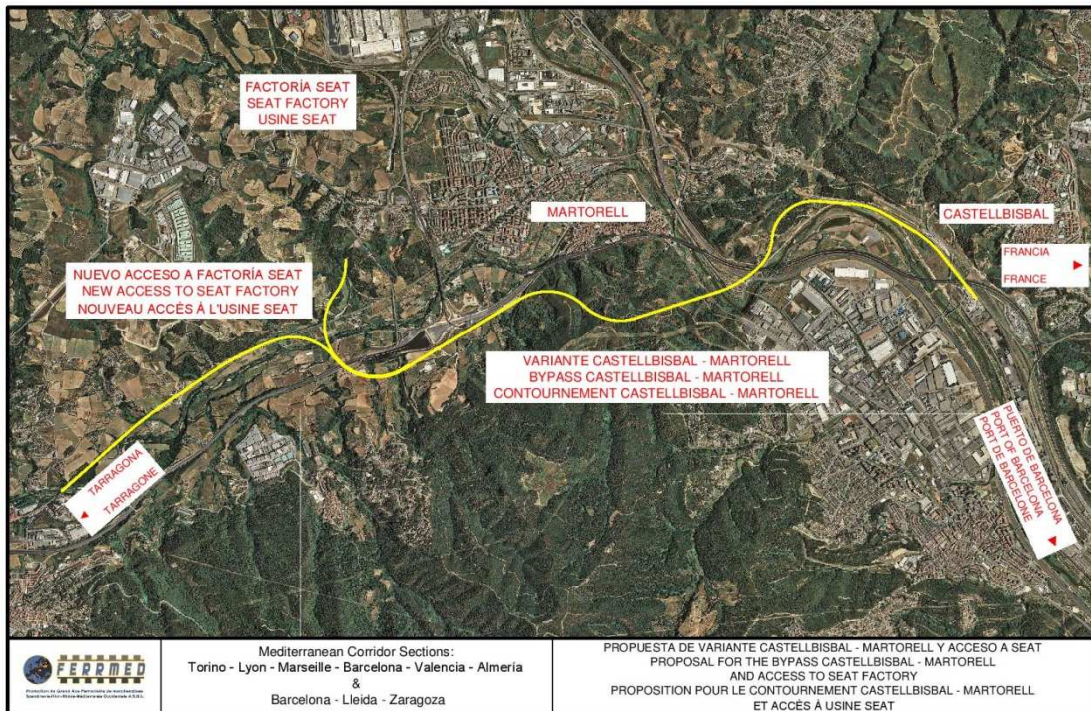 FACTORÍA SEAT
SEAT FACTORY
USINE SEAT
MARTORELL
CASTELLBISBAL
FRANCIA
FRANCE
NUEVO ACCESO A FACTORÍA SEAT
NEW ACCESS TO SEAT FACTORY
NOUVEAU ACCÈS À L'USINE SEAT
VARIANTE CASTELLBISBAL - MARTORELL
BYPASS CASTELLBISBAL - MARTORELL
CONTOURNEMENT CASTELLBISBAL - MARTORELL
TARRAGONA
TARRAGONE
PUERTO DE BARCELONA
PORT OF BARCELONA
PORT DE BARCELONE
FERRMED
Mediterranean Corridor Sections:
Torino - Lyon - Marseille - Barcelona - Valencia - Almería
&
Barcelona - Lleida - Zaragoza
PROPUESTA DE VARIANTE CASTELLBISBAL - MARTORELL Y ACCESO A SEAT
PROPOSAL FOR THE BYPASS CASTELLBISBAL - MARTORELL
AND ACCESS TO SEAT FACTORY
PROPOSITION POUR LE CONTOURNEMENT CASTELLBISBAL - MARTORELL
ET ACCÈS À USINE SEAT